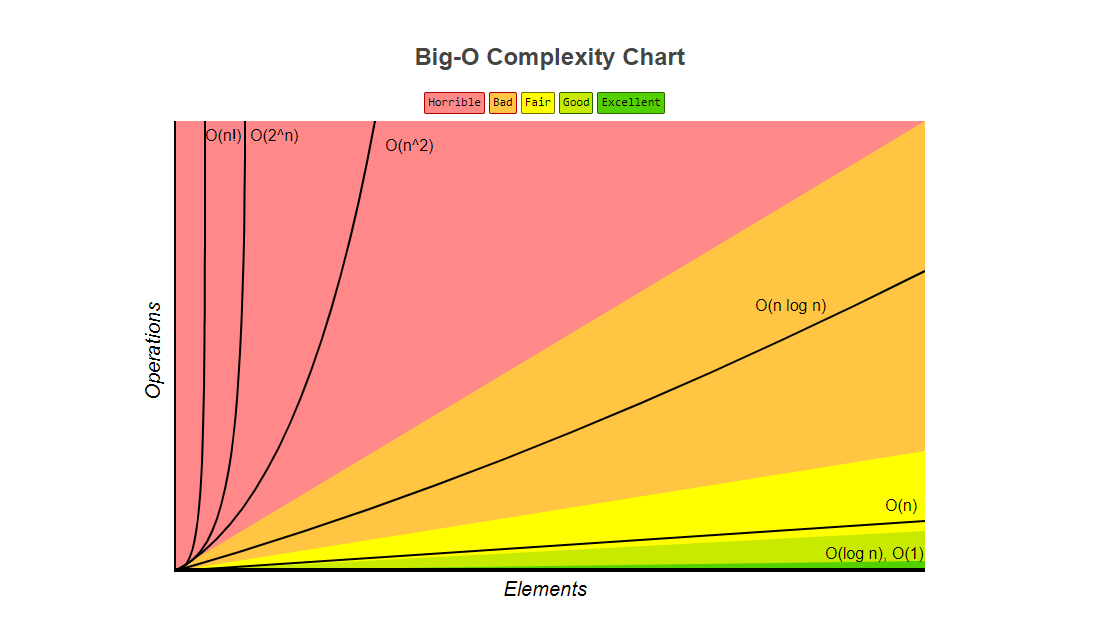 Big-O Complexity Chart
Horrible Bad Fair Good Excellent
O(n!) O(2^n)
O(n^2)
O(n log n)
O(n)
O(log n), O(1)
Operations
Elements